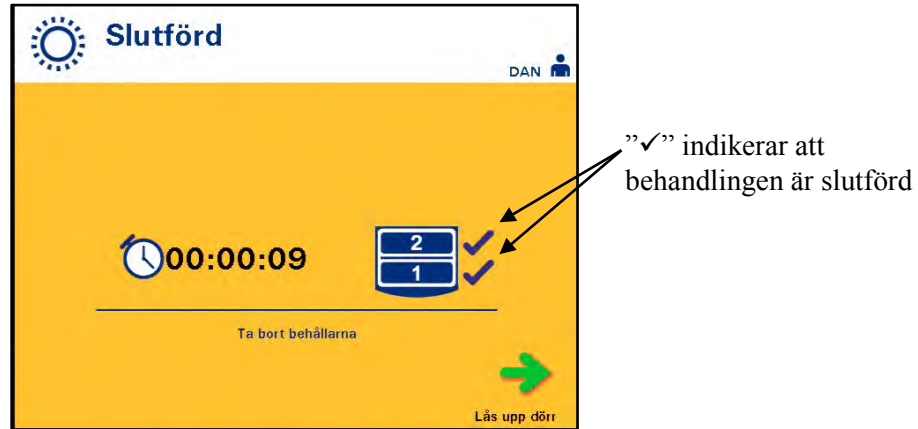 Slutförd
DAN
"✓" indikerar att
behandlingen är slutförd
2
00:00:09
1
Ta bort behållarna
Lås upp dörr